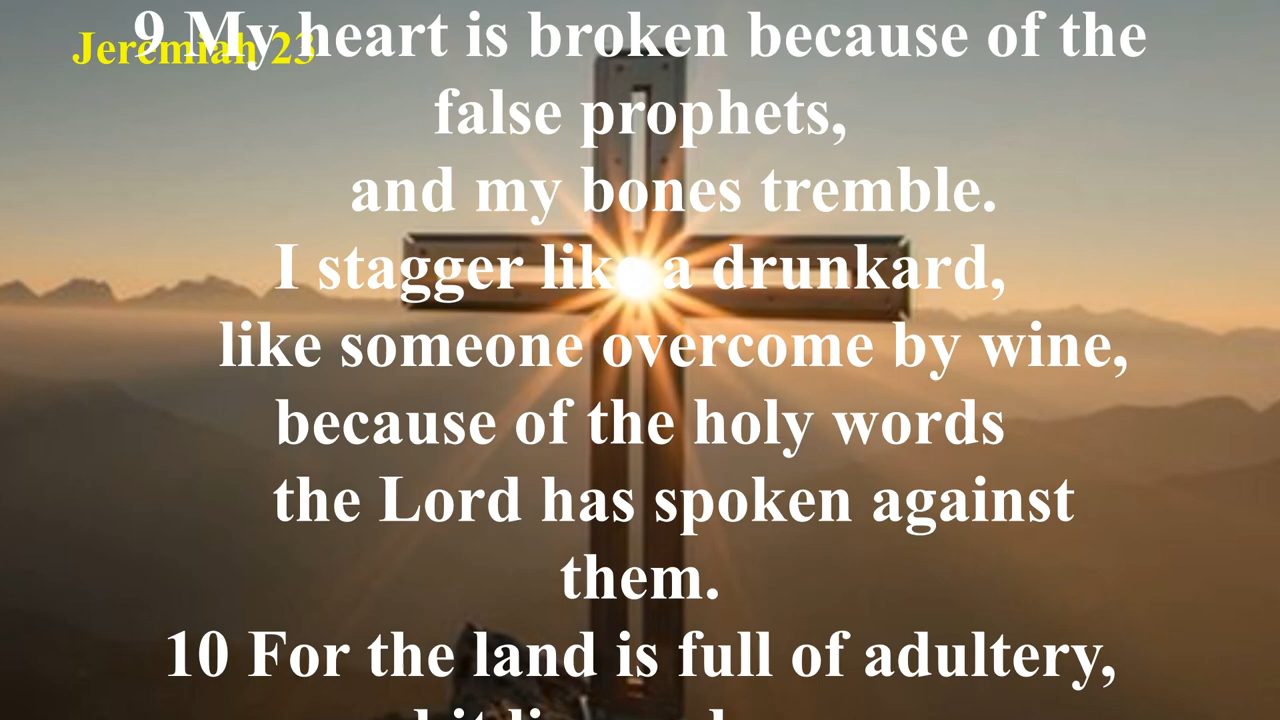 Jeremiah 23
9 My heart is broken because of the
false prophets,
and my bones tremble.
I stagger like a drunkard,
like someone overcome by wine,
because of the holy words
the Lord has spoken against
them.
10 For the land is full of adultery,